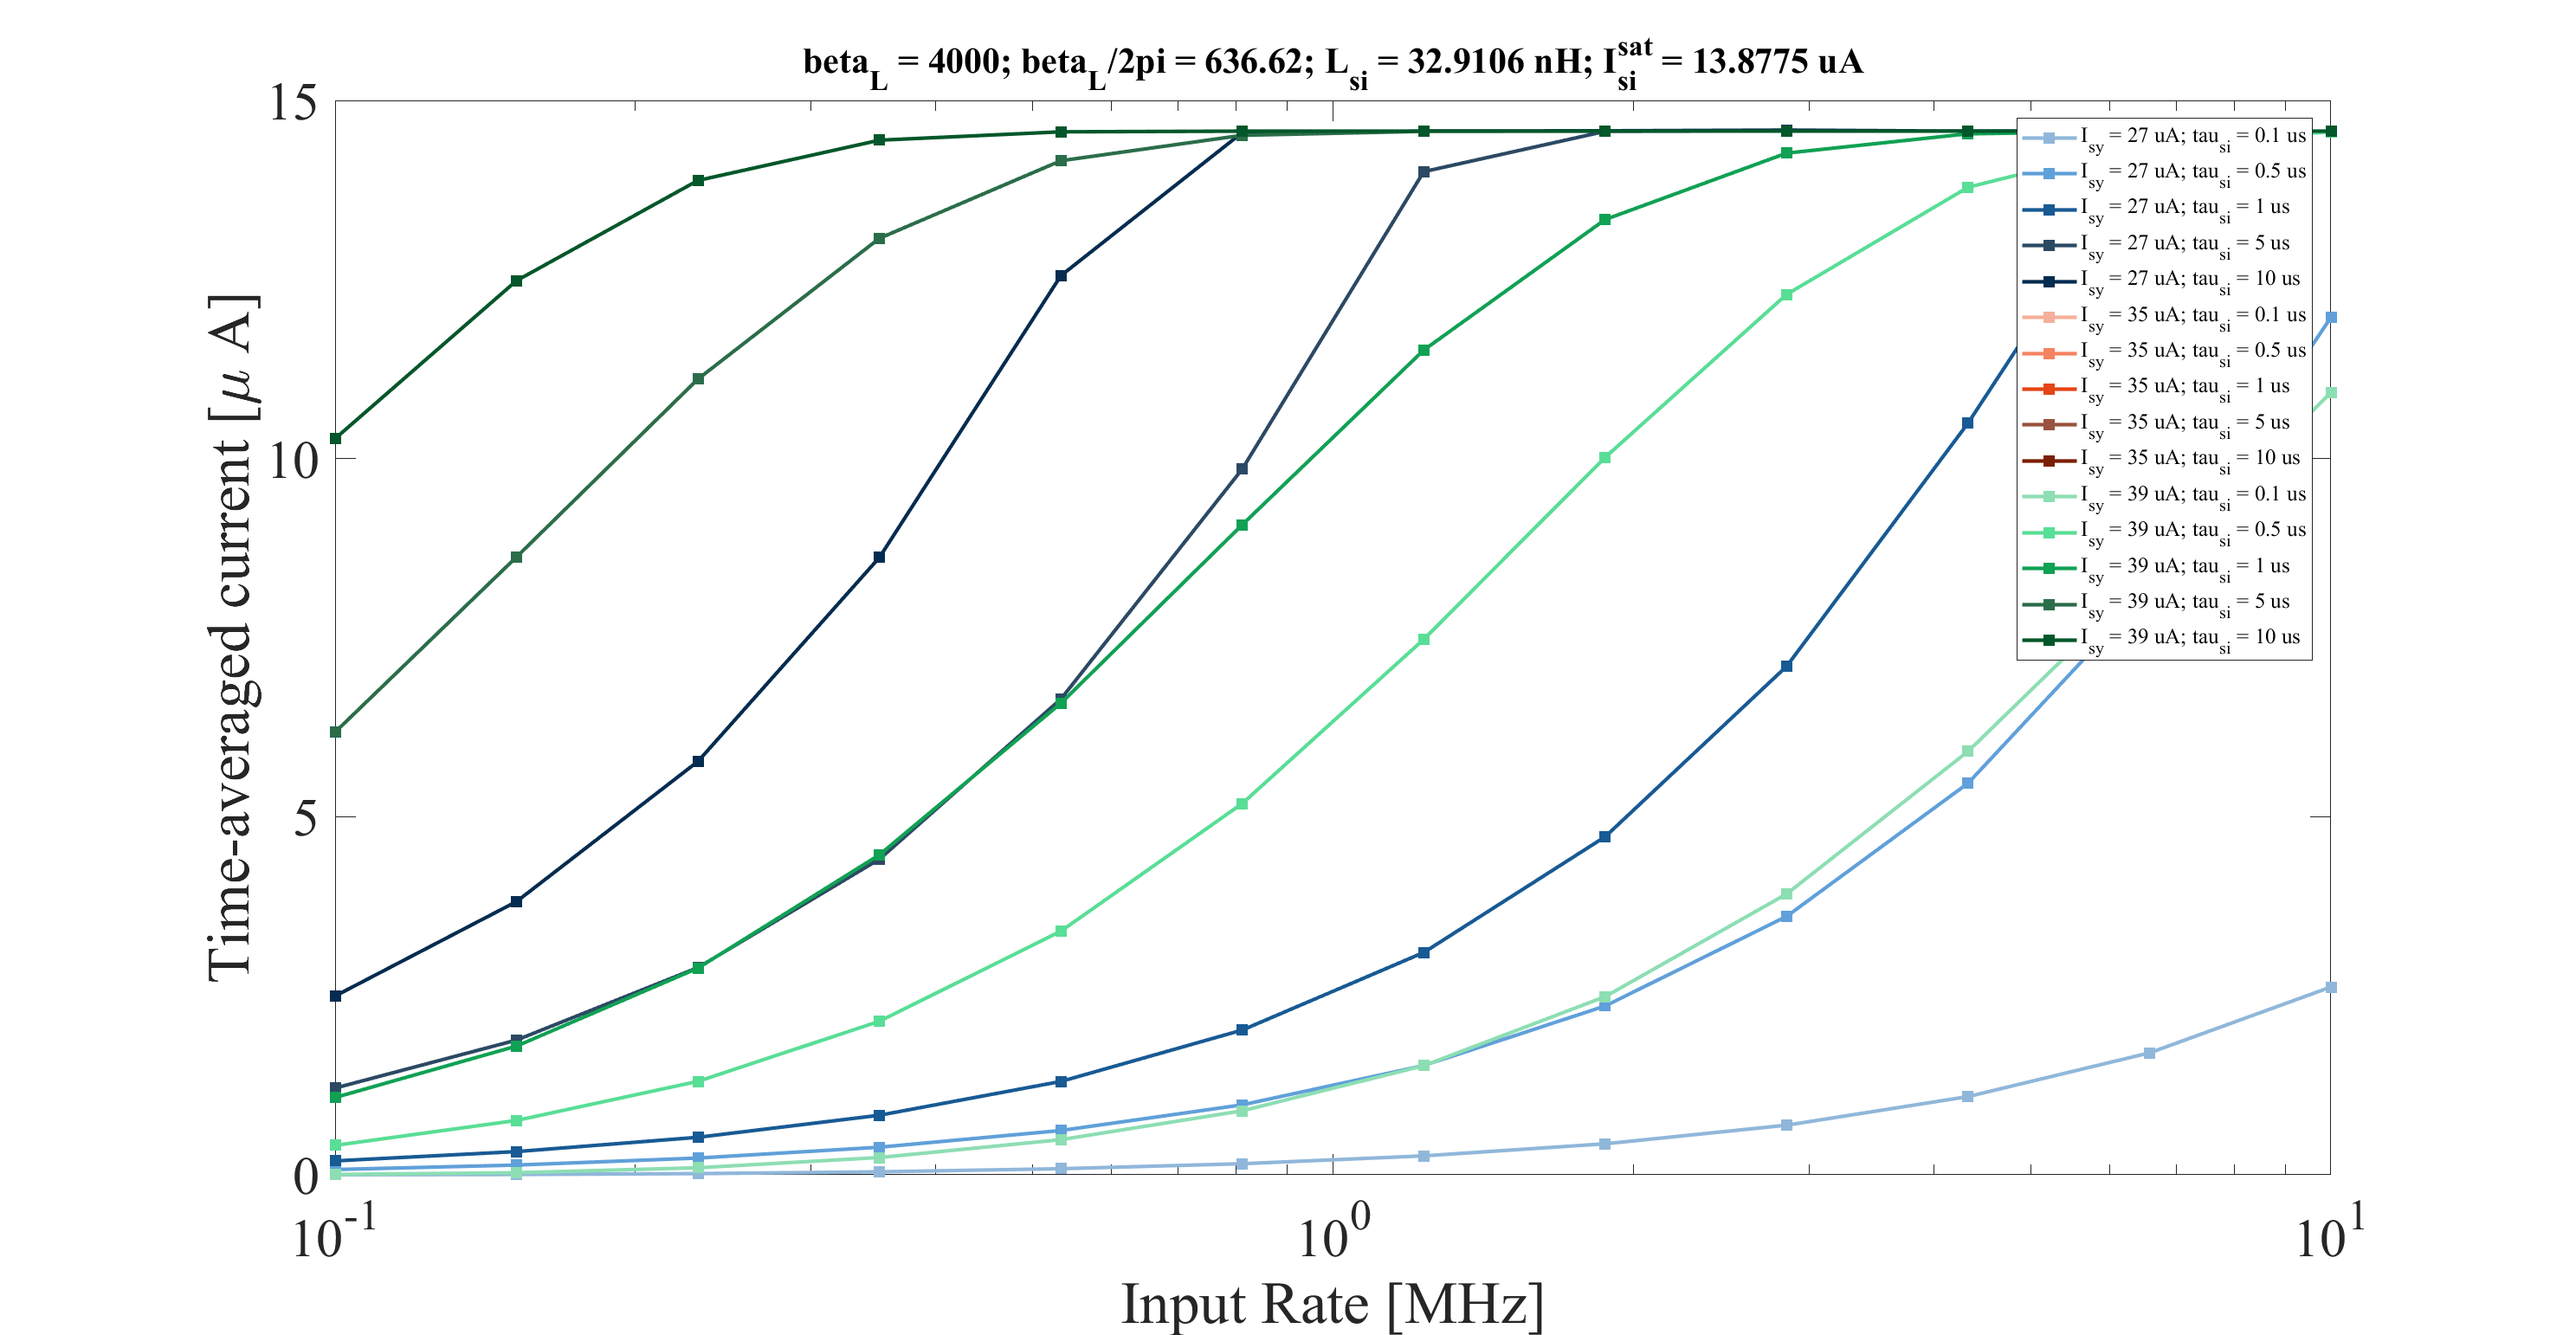 beta_L = 4000; beta_L/2pi = 636.62; L_si = 32.9106 nH; I_si^sat = 13.8775 uA
15
10
5
0
Time-averaged current [μ A]
10^-1
10^0
10^1
Input Rate [MHz]
I_sy = 27 uA; tau_si = 0.1 us
I_sy = 27 uA; tau_si = 0.5 us
I_sy = 27 uA; tau_si = 1 us
I_sy = 27 uA; tau_si = 5 us
I_sy = 27 uA; tau_si = 10 us
I_sy = 35 uA; tau_si = 0.1 us
I_sy = 35 uA; tau_si = 0.5 us
I_sy = 35 uA; tau_si = 1 us
I_sy = 35 uA; tau_si = 5 us
I_sy = 35 uA; tau_si = 10 us
I_sy = 39 uA; tau_si = 0.1 us
I_sy = 39 uA; tau_si = 0.5 us
I_sy = 39 uA; tau_si = 1 us
I_sy = 39 uA; tau_si = 5 us
I_sy = 39 uA; tau_si = 10 us